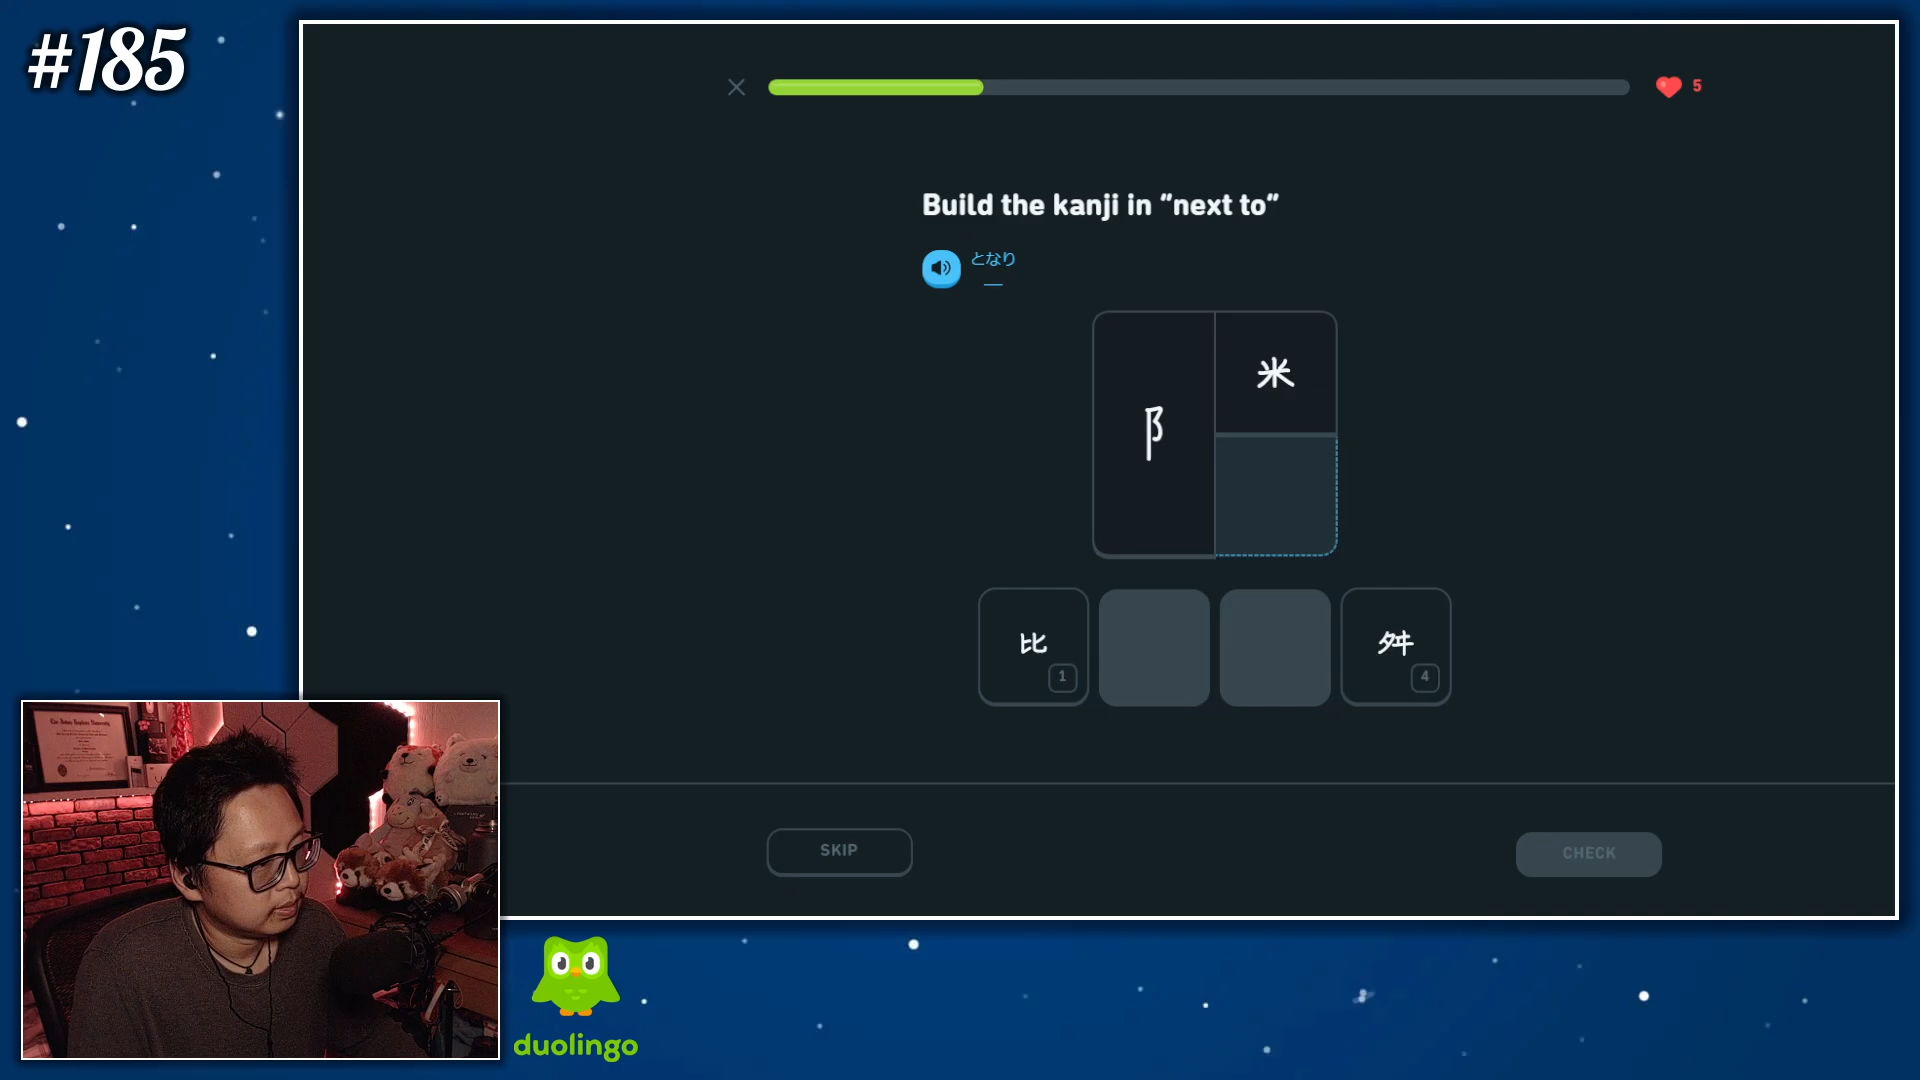 #185
5
Build the kanji in “next to”
となり
阝
米
比
1
舛
4
SKIP
CHECK
duolingo